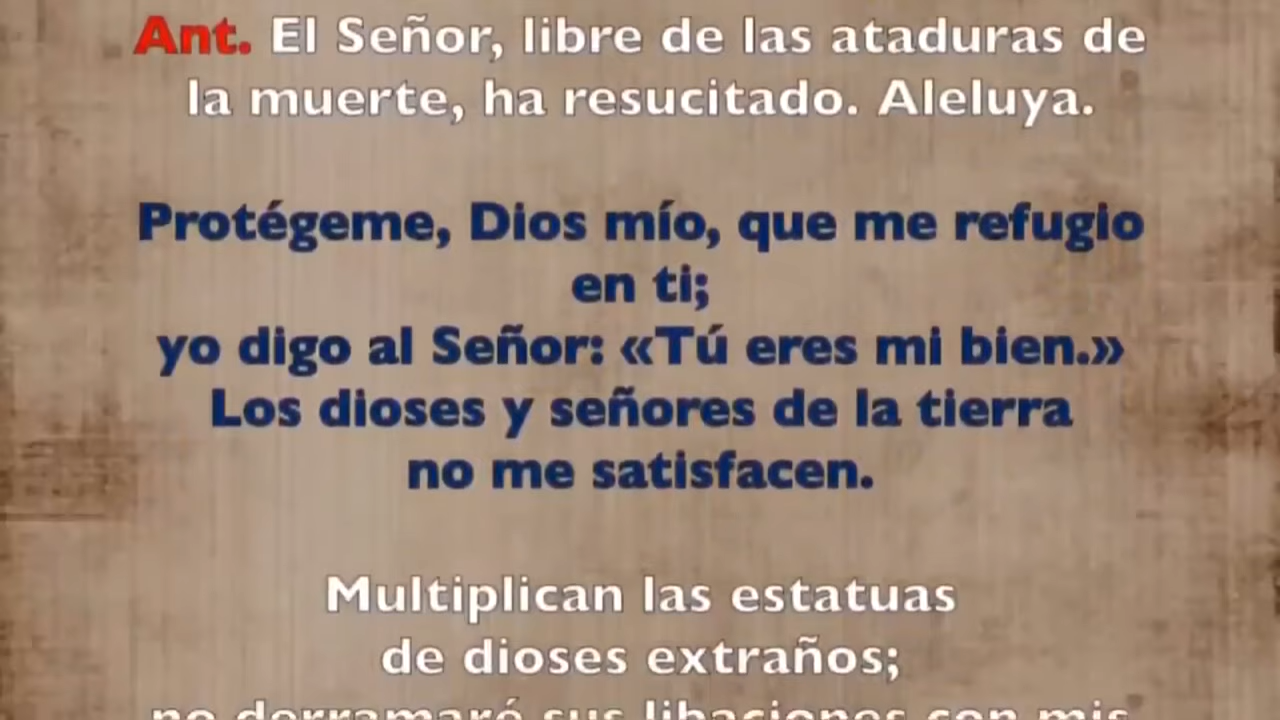 Ant. El Señor, libre de las ataduras de
la muerte, ha resucitado. Aleluya.
Protégeme, Dios mío, que me refugio
en ti;
yo digo al Señor: «Tú eres mi bien.»
Los dioses y señores de la tierra
no me satisfacen.
Multiplican las estatuas
de dioses extraños;
no derramaré sus libaciones con mis